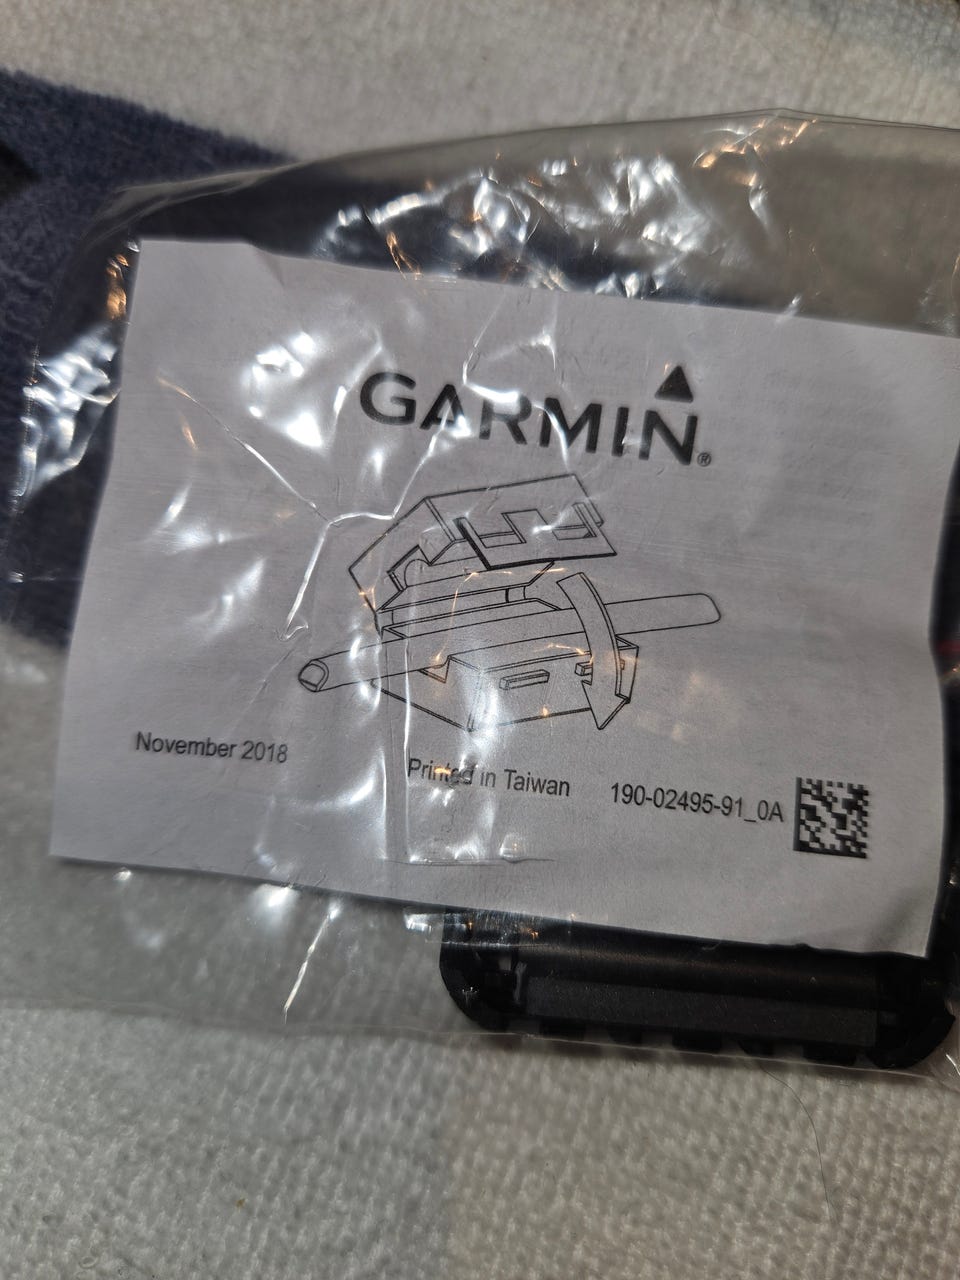 GARMIN®
November 2018
Printed in Taiwan
190-02495-91_0A